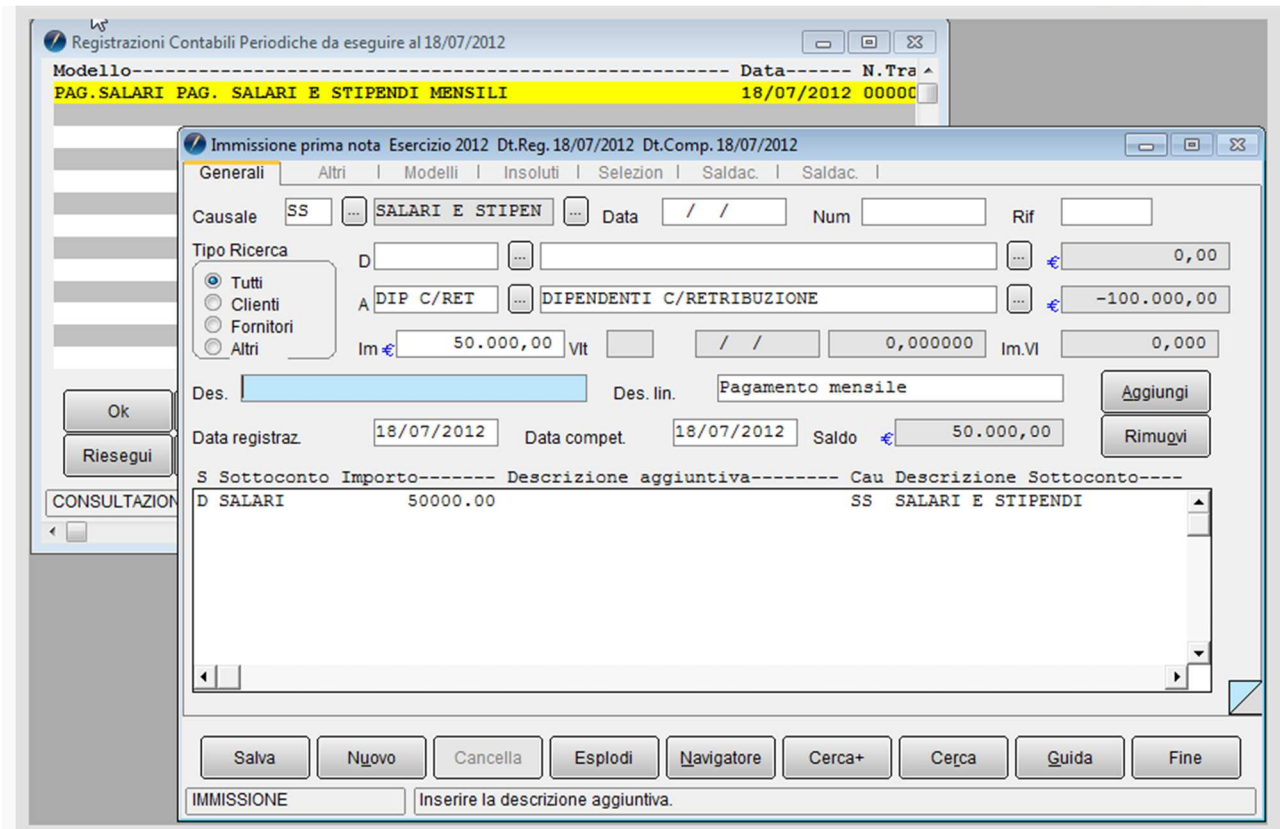 Registrazioni Contabili Periodiche da eseguire al 18/07/2012
Modello------------------------------------------------------ Data------ N.Tra
PAG.SALARI PAG. SALARI E STIPENDI MENSILI 18/07/2012 0000
Immissione prima nota Esercizio 2012 Dt.Reg. 18/07/2012 Dt.Comp. 18/07/2012
Generali Altri Modelli Insoluti Selezion Saldac. Saldac.
Causale SS ... SALARI E STIPEN ... Data / / Num Rif
Tipo Ricerca
D ... ... € 0,00
Tutti
Clienti
A DIP C/RET ... DIPENDENTI C/RETRIBUZIONE ... € -100.000,00
Fornitori
Altri
Im € 50.000,00 Vlt / / 0,000000 Im.Vl 0,000
Des. Des. lin. Pagamento mensile Aggiungi
Ok
Data registraz. 18/07/2012 Data compet. 18/07/2012 Saldo € 50.000,00 Rimuovi
Riesegui
S Sottoconto Importo------- Descrizione aggiuntiva-------- Cau Descrizione Sottoconto----
CONSULTAZION
D SALARI 50000.00 SS SALARI E STIPENDI
Salva Nuovo Cancella Esplodi Navigatore Cerca+ Cerca Guida Fine
IMMISSIONE Inserire la descrizione aggiuntiva.